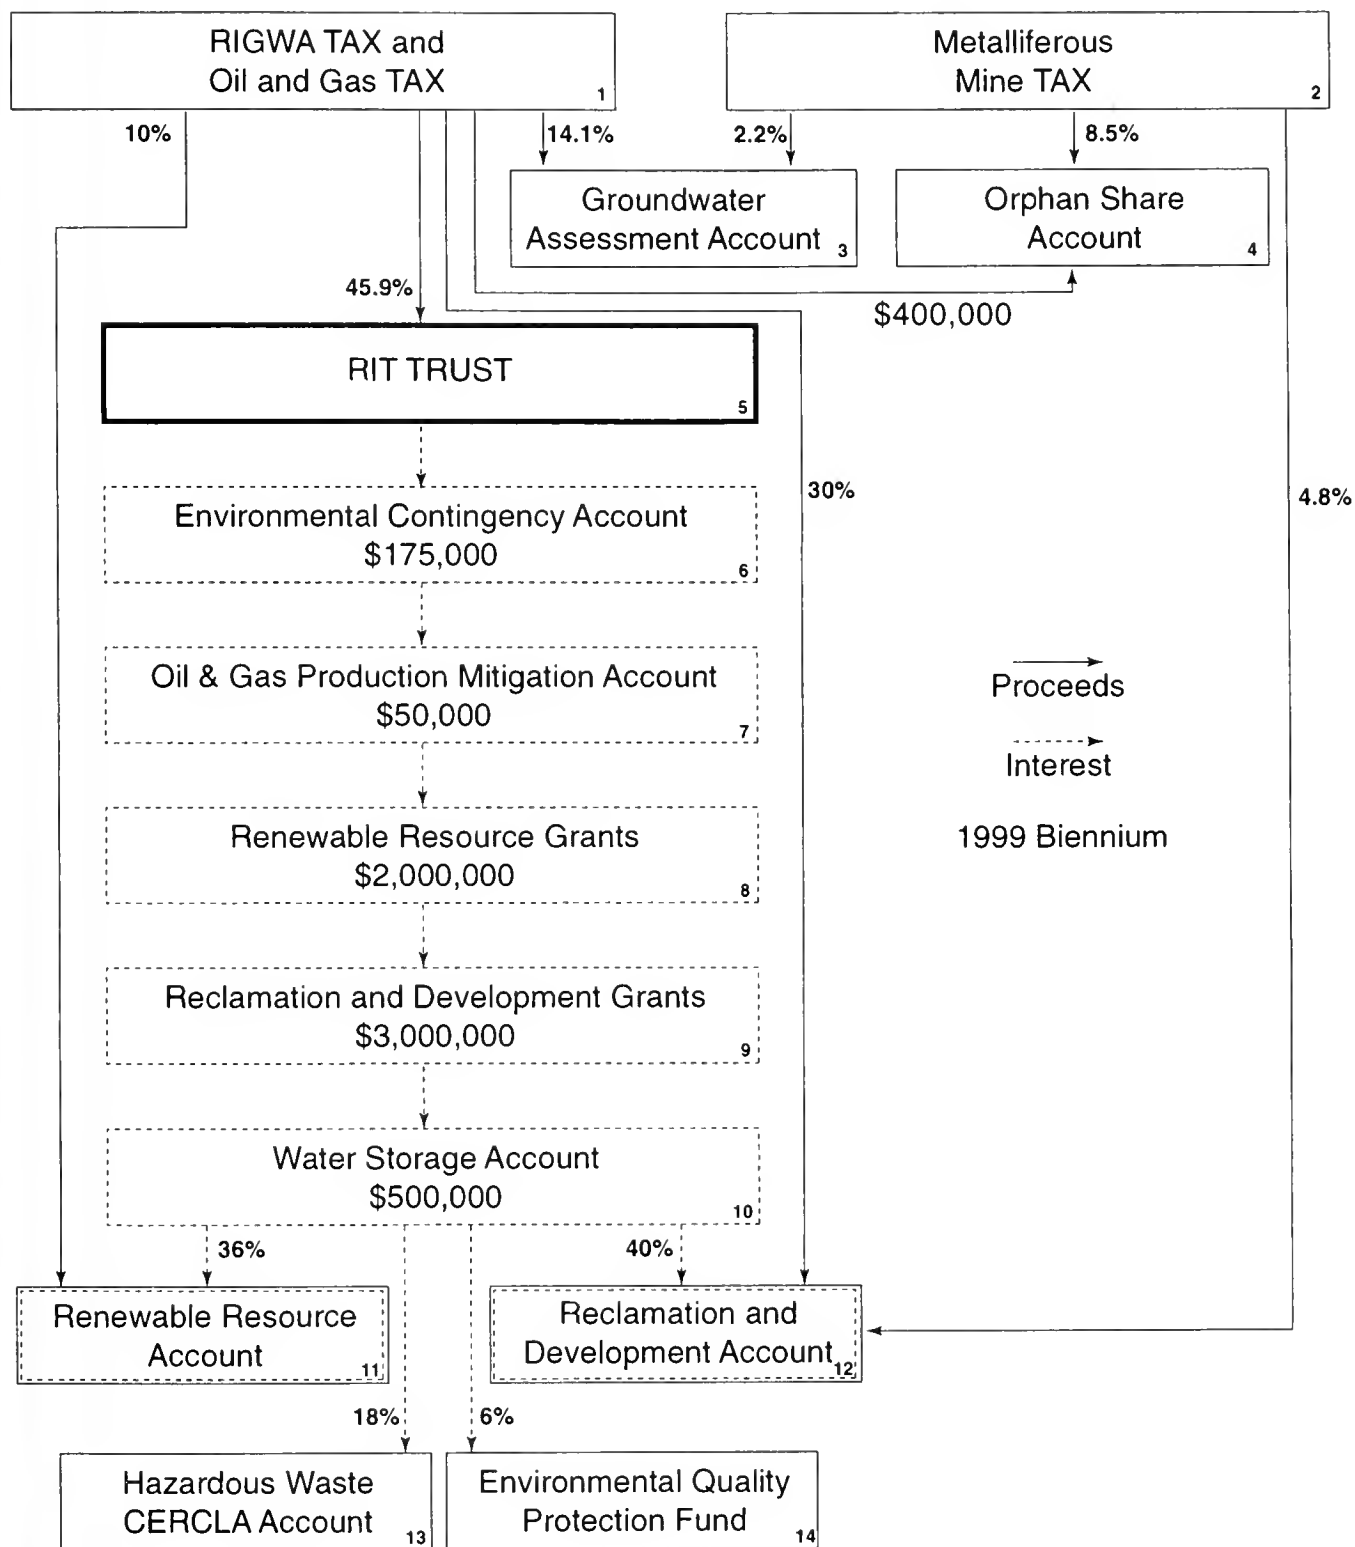 RIGWA TAX and
Oil and Gas TAX
1
Metalliferous
Mine TAX
2
10%
14.1%
2.2%
8.5%
Groundwater
Assessment Account
3
Orphan Share
Account
4
45.9%
$400,000
RIT TRUST
5
30%
4.8%
Environmental Contingency Account
$175,000
6
Oil & Gas Production Mitigation Account
$50,000
7
Proceeds
Interest
1999 Biennium
Renewable Resource Grants
$2,000,000
8
Reclamation and Development Grants
$3,000,000
9
Water Storage Account
$500,000
10
36%
40%
Renewable Resource
Account
11
Reclamation and
Development Account
12
18%
6%
Hazardous Waste
CERCLA Account
13
Environmental Quality
Protection Fund
14